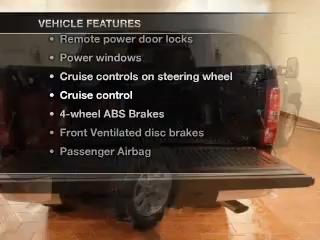 VEHICLE FEATURES
• Remote power door locks
• Power windows
• Cruise controls on steering wheel
• Cruise control
• 4-wheel ABS Brakes
• Front Ventilated disc brakes
• Passenger Airbag